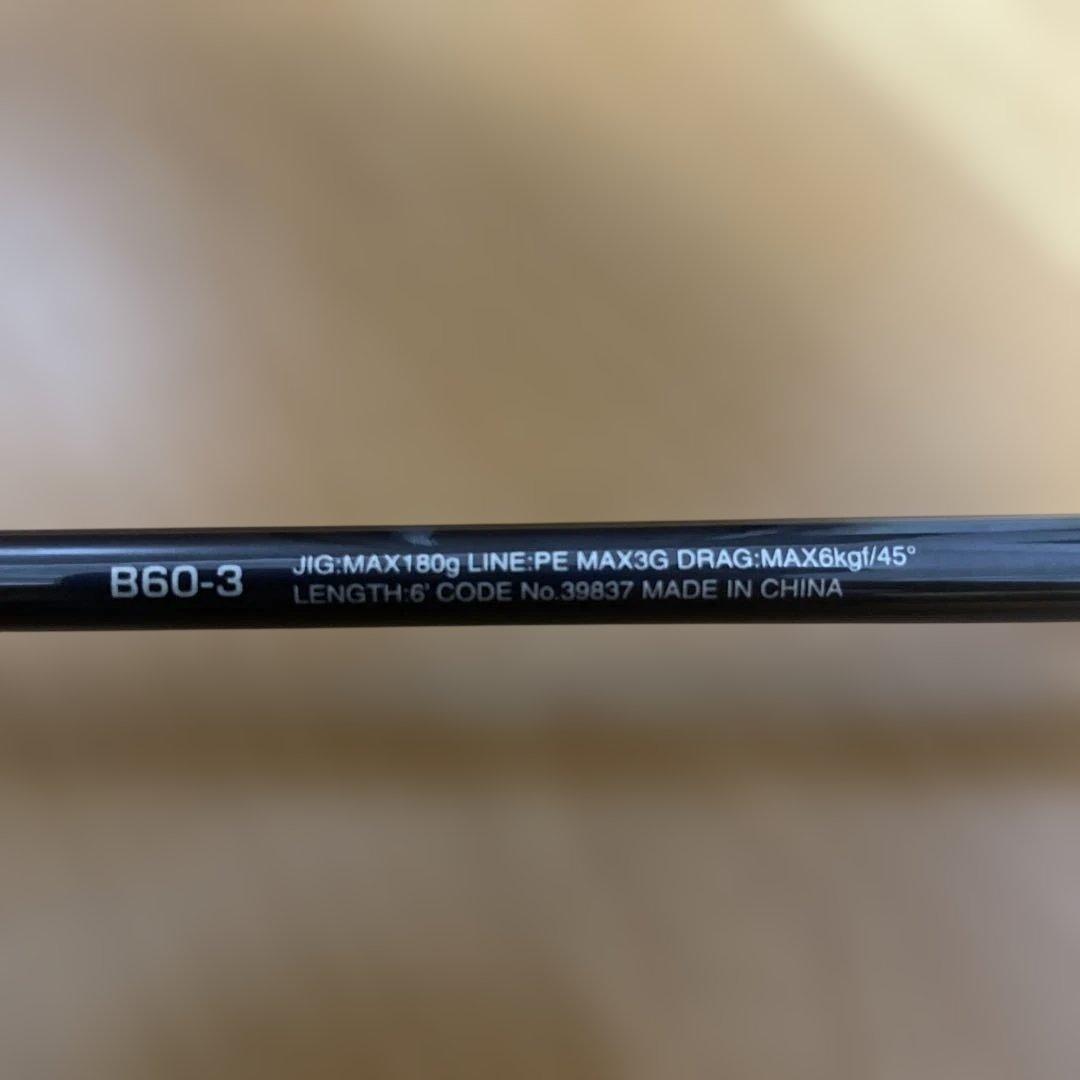 B60-3
JIG:MAX180g LINE:PE MAX3G DRAG:MAX6kgf/45°
LENGTH:6' CODE No.39837 MADE IN CHINA